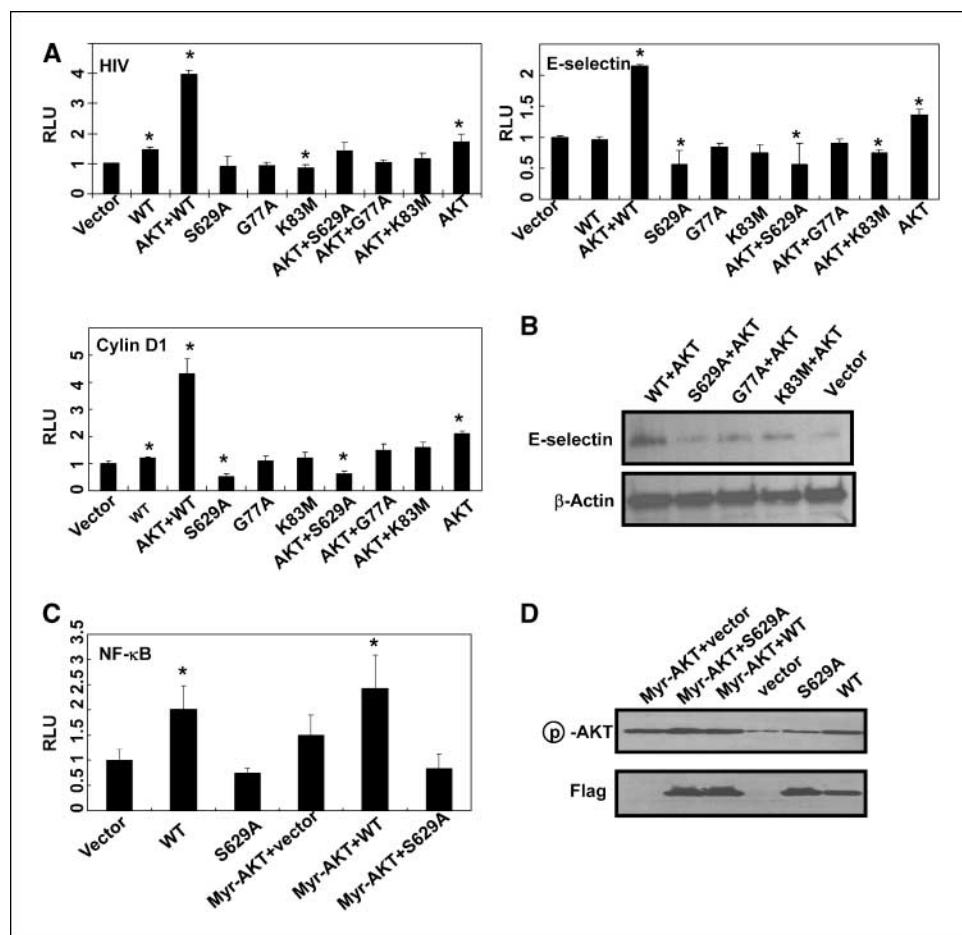 A
HIV
RLU
4
2
1
0
*
*
*
*
Vector
WT
AKT+WT
S629A
G77A
K83M
AKT+S629A
AKT+G77A
AKT+K83M
AKT
E-selectin
RLU
2
1.5
1
0.5
0
*
*
*
*
*
Vector
WT
AKT+WT
S629A
G77A
K83M
AKT+S629A
AKT+G77A
AKT+K83M
AKT
Cylin D1
RLU
5
4
2
1
0
*
*
*
*
*
Vector
WT
AKT+WT
S629A
G77A
K83M
AKT+S629A
AKT+G77A
AKT+K83M
AKT
B
WT+AKT
S629A+AKT
G77A+AKT
K83M+AKT
Vector
E-selectin
β-Actin
C
NF-κB
RLU
3.5
3
2.5
2
1.5
1
0.5
0
*
*
Vector
WT
S629A
Myr-AKT+vector
Myr-AKT+WT
Myr-AKT+S629A
D
Myr-AKT+vector
Myr-AKT+S629A
Myr-AKT+WT
vector
S629A
WT
p -AKT
Flag